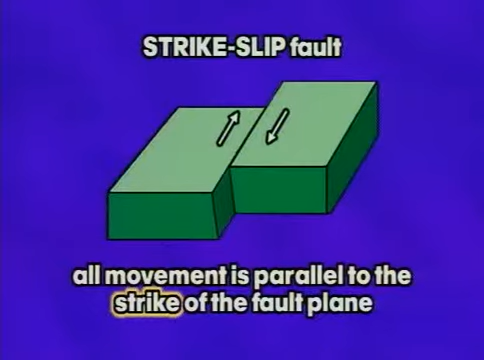 STRIKE-SLIP fault
all movement is parallel to the
strike of the fault plane